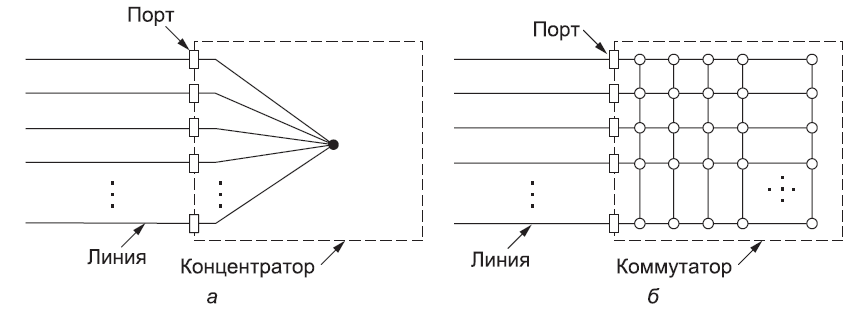 Порт
Линия
Концентратор
а
Порт
Линия
Коммутатор
б